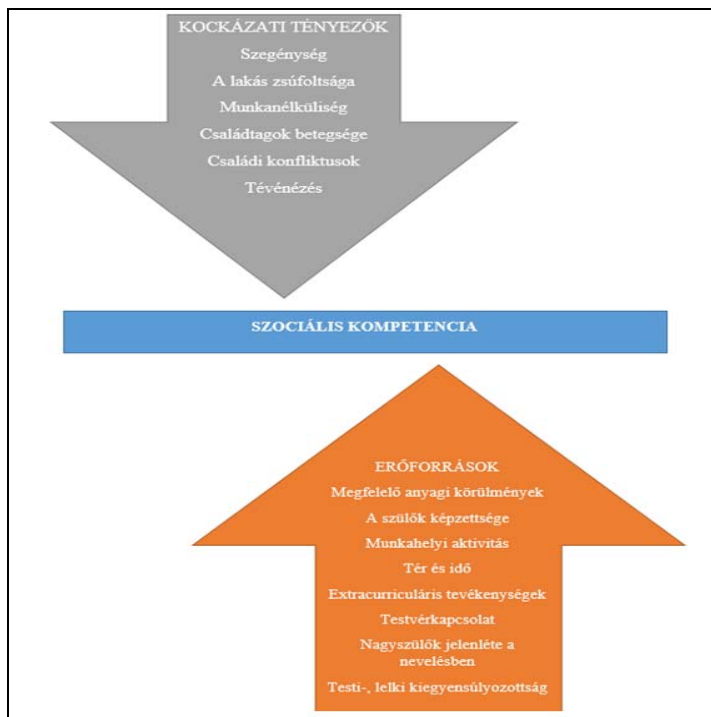 KOCKÁZATI TÉNYEZŐK
Szegénység
A lakás zsúfoltsága
Munkanélküliség
Családtagok betegsége
Családi konfliktusok
Tévénézés
SZOCIÁLIS KOMPETENCIA
ERŐFORRÁSOK
Megfelelő anyagi körülmények
A szülők képzettsége
Munkahelyi aktivitás
Tér és idő
Extracurriculáris tevékenységek
Testvérkapcsolat
Nagyszülők jelenléte a
nevelésben
Testi-, lelki kiegyensúlyozottság